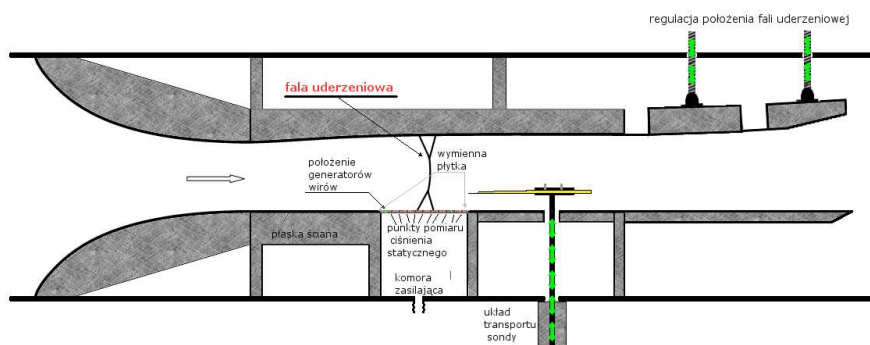 regulacja położenia fali uderzeniowej
fala uderzeniowa
położenie
generatorów
wirów
wymienna
płytka
płaska ściana
punkty pomiaru
ciśnienia
statycznego
komora
zasilająca
układ
transportu
sondy